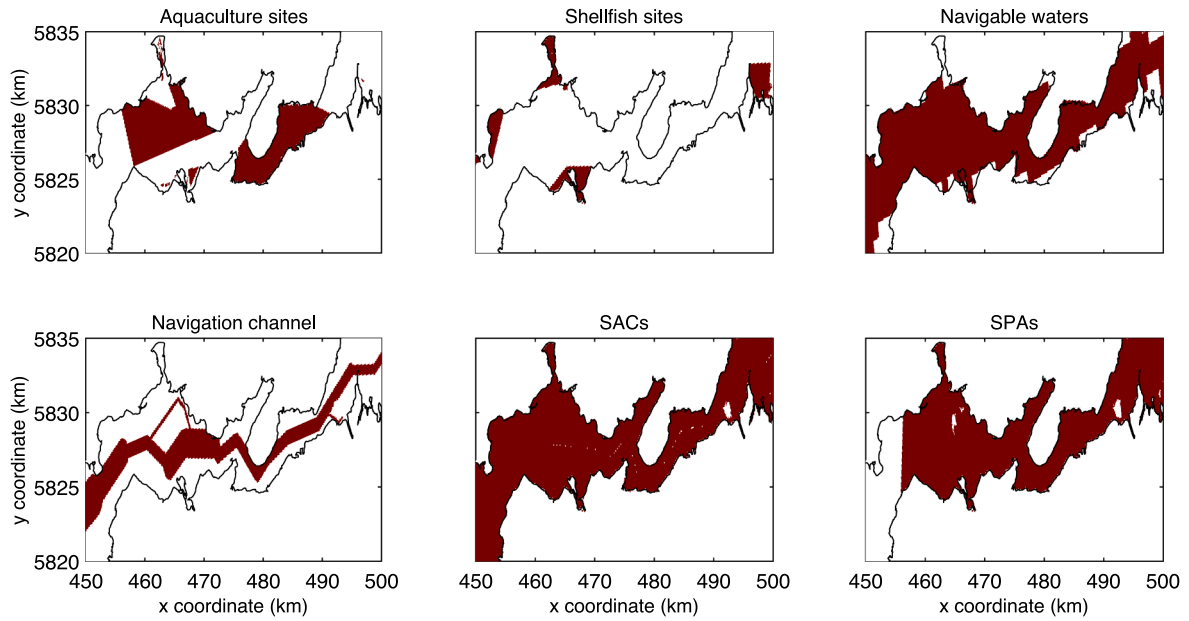 Aquaculture sites
Shellfish sites
Navigable waters
y coordinate (km)
5835
5830
5825
5820
Navigation channel
SACs
SPAs
y coordinate (km)
5835
5830
5825
5820
450 460 470 480 490 500
450 460 470 480 490 500
450 460 470 480 490 500
x coordinate (km)
x coordinate (km)
x coordinate (km)